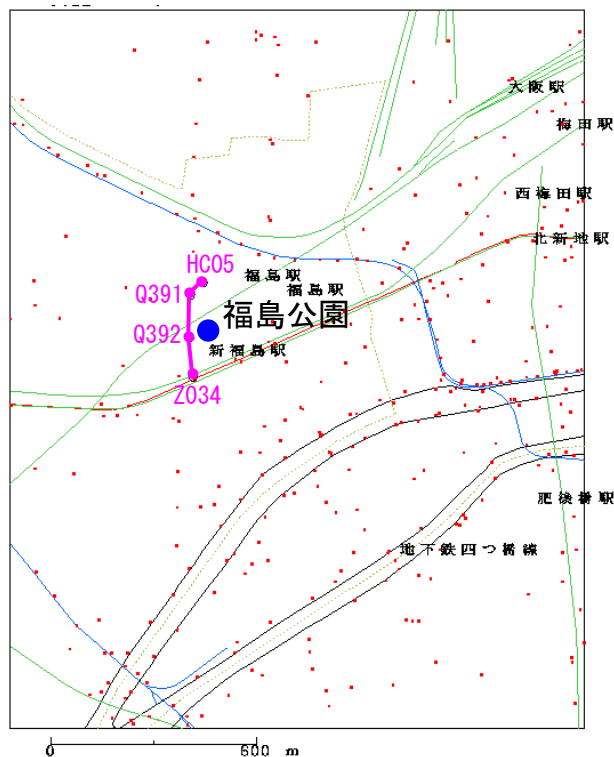 大阪駅
梅田駅
西梅田駅
北新地駅
HC05
福島駅
Q391
福島駅
福島公園
Q392
新福島駅
Z034
肥後橋駅
地下鉄四つ橋線
0 600 m